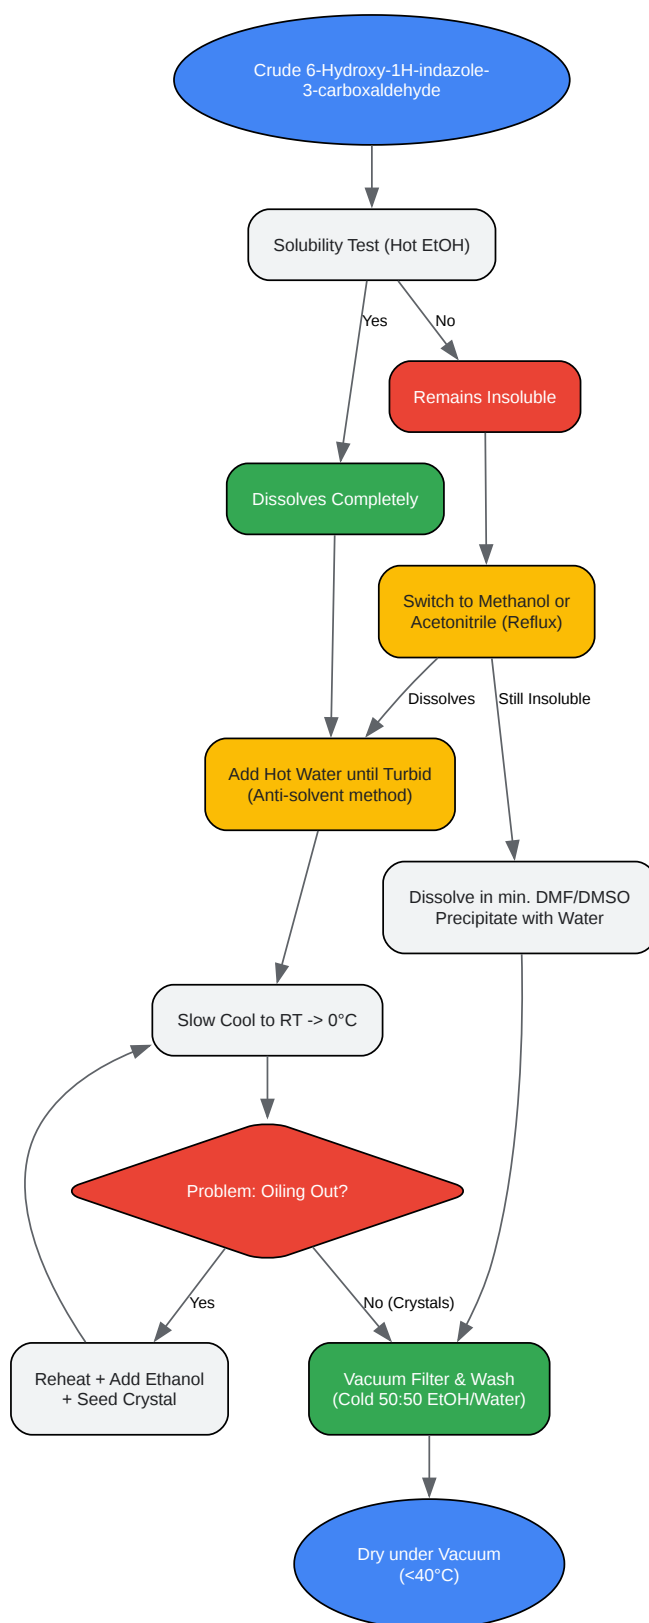 Crude 6-Hydroxy-1H-indazole-
3-carboxaldehyde
Solubility Test (Hot EtOH)
Yes
No
Remains Insoluble
Dissolves Completely
Switch to Methanol or
Acetonitrile (Reflux)
Dissolves
Still Insoluble
Add Hot Water until Turbid
(Anti-solvent method)
Dissolve in min. DMF/DMSO
Precipitate with Water
Slow Cool to RT -> 0°C
Problem: Oiling Out?
Yes
No (Crystals)
Reheat + Add Ethanol
+ Seed Crystal
Vacuum Filter & Wash
(Cold 50:50 EtOH/Water)
Dry under Vacuum
(<40°C)